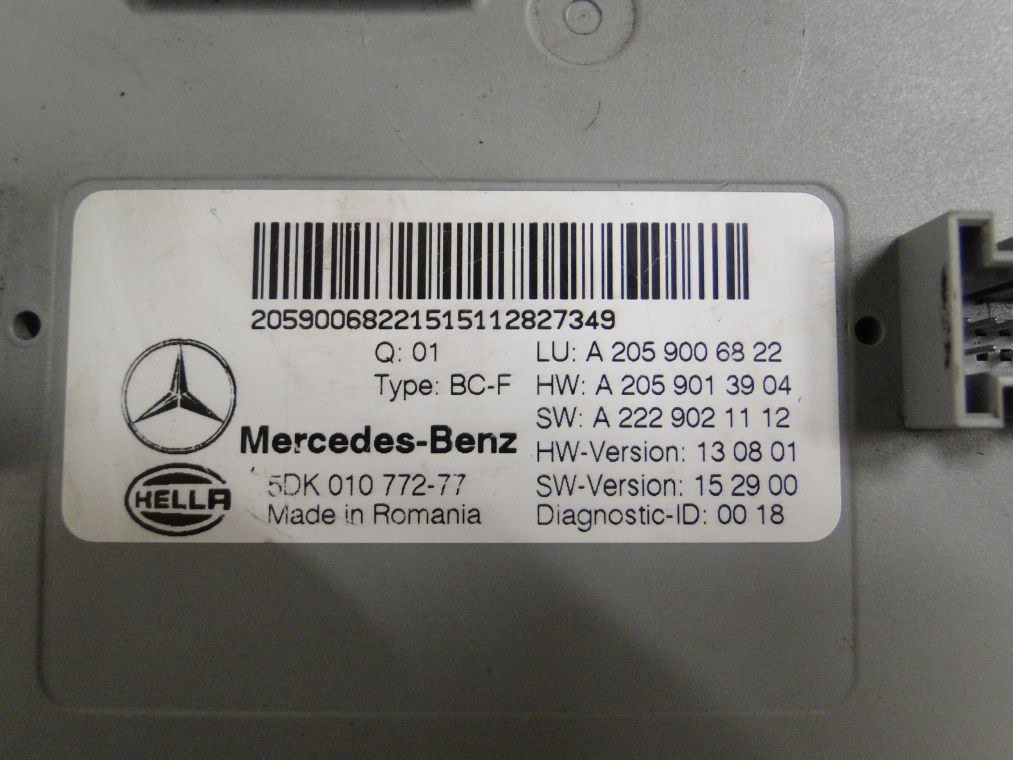 2059006822151511282​7349
Q: 01
LU: A 205 900 68 22
Type: BC-F
HW: A 205 901 39 04
SW: A 222 902 11 12
Mercedes-Benz
HW-Version: 13 08 01
HELLA
5DK 010 772-77
SW-Version: 15 29 00
Made in Romania
Diagnostic-ID: 00 18